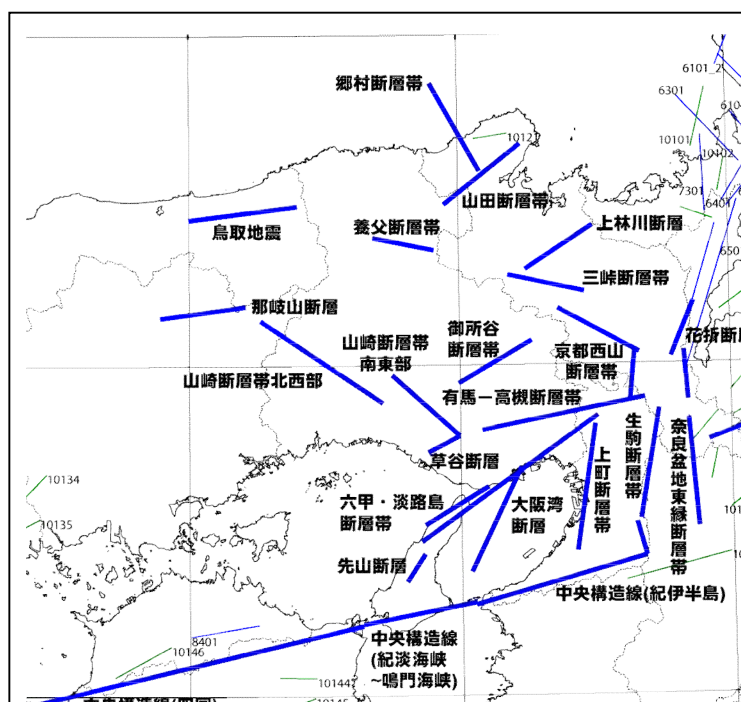 郷村断層帯
6101_2
6301
1012
10101
10102
山田断層帯
7301
6401
鳥取地震
養父断層帯
上林川断層
650
三峠断層帯
那岐山断層
御所谷
断層帯
山崎断層帯
南東部
京都西山
断層帯
花折断
山崎断層帯北西部
有馬－高槻断層帯
草谷断層
生駒断層帯
上町断層帯
奈良盆地東縁断層帯
10134
10135
六甲・淡路島
断層帯
大阪湾
断層
先山断層
中央構造線(紀伊半島)
8401
10146
中央構造線
(紀淡海峡
~鳴門海峡)
10144